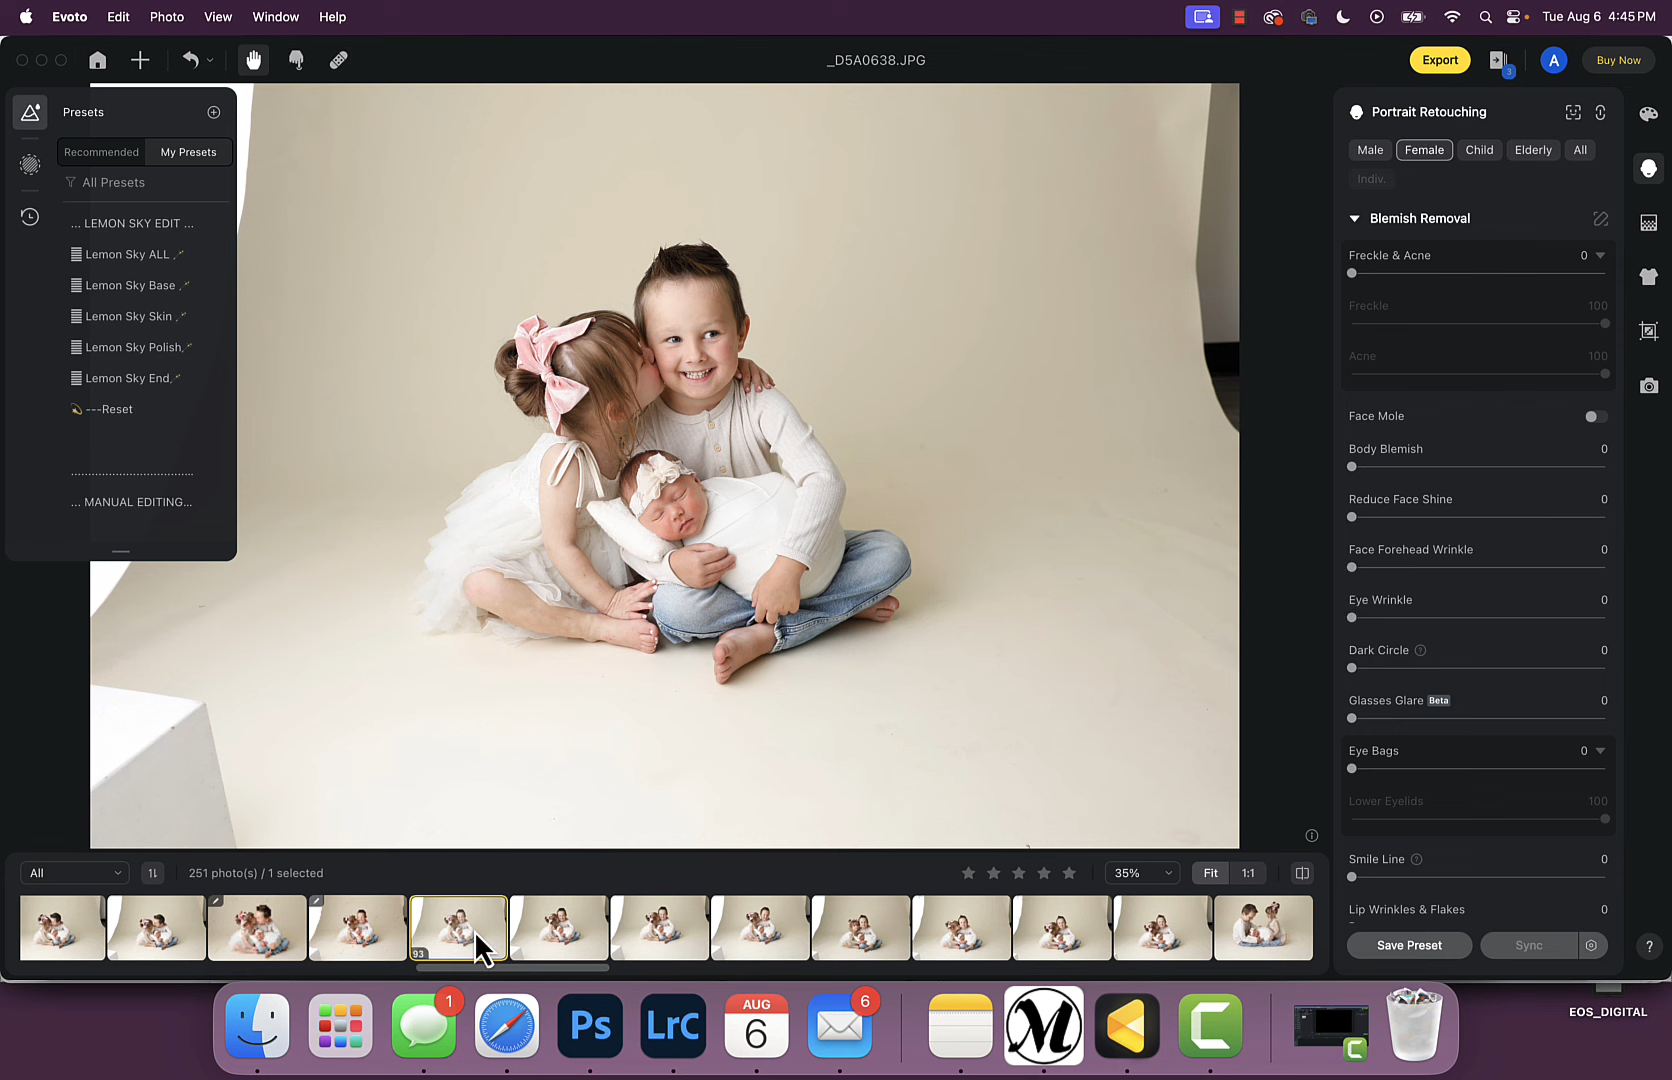 Evoto Edit Photo View Window Help
Tue Aug 6 4:45 PM
_D5A0638.JPG
Export
3
A
Buy Now
Presets
Recommended My Presets
All Presets
... LEMON SKY EDIT ...
Lemon Sky ALL
Lemon Sky Base
Lemon Sky Skin
Lemon Sky Polish
Lemon Sky End
---Reset
...................................
... MANUAL EDITING...
Portrait Retouching
Male Female Child Elderly All
Indiv.
Blemish Removal
Freckle & Acne 0
Freckle 100
Acne 100
Face Mole
Body Blemish 0
Reduce Face Shine 0
Face Forehead Wrinkle 0
Eye Wrinkle 0
Dark Circle ? 0
Glasses Glare Beta 0
Eye Bags 0
Lower Eyelids 100
Smile Line ? 0
Lip Wrinkles & Flakes 0
Save Preset Sync
?
All
251 photo(s) / 1 selected
35%
Fit 1:1
93
1
Ps
LrC
AUG
6
6
M
C
EOS_DIGITAL